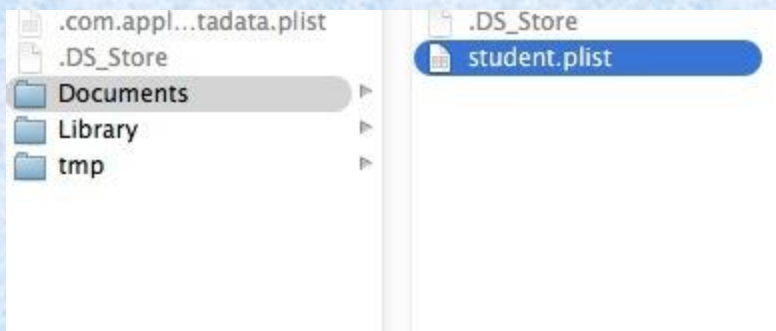 .com.appl...tadata.plist
.DS_Store
Documents
Library
tmp
.DS_Store
student.plist